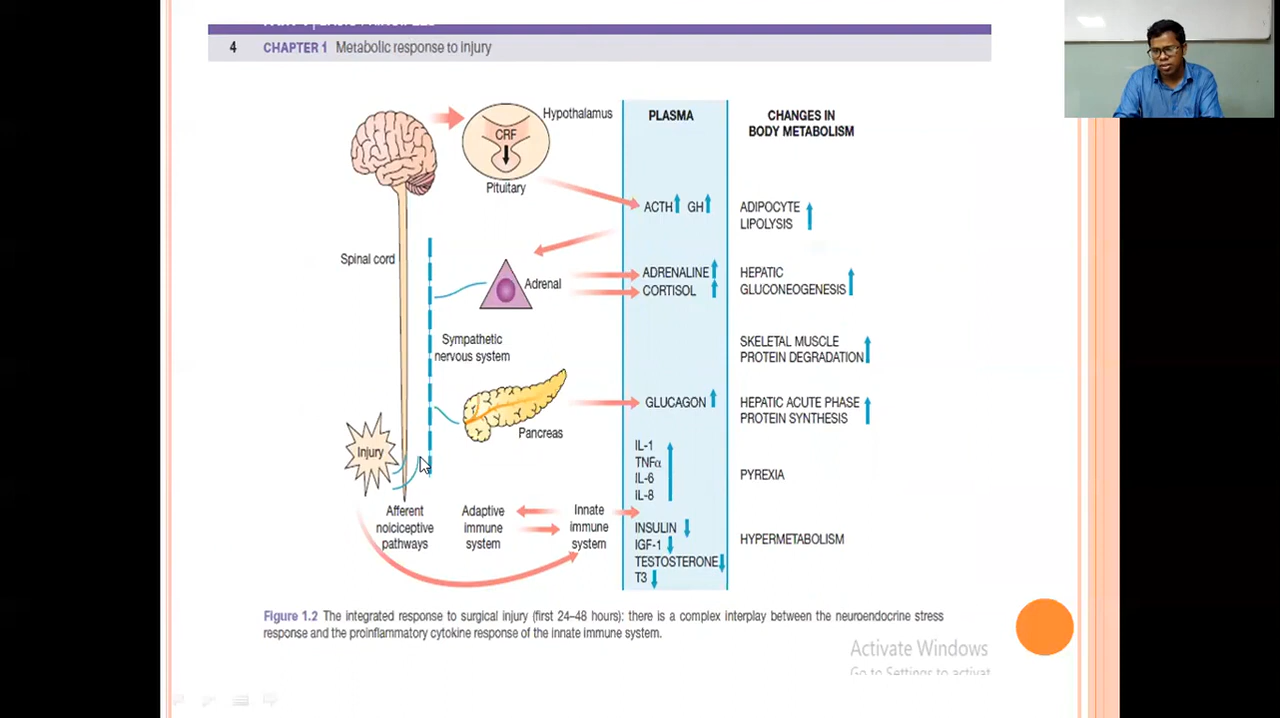 4 CHAPTER 1 Metabolic response to injury
Hypothalamus
CRF
Pituitary
PLASMA
CHANGES IN
BODY METABOLISM
ACTH GH
ADIPOCYTE
LIPOLYSIS
Spinal cord
Adrenal
ADRENALINE
CORTISOL
HEPATIC
GLUCONEOGENESIS
Sympathetic
nervous system
SKELETAL MUSCLE
PROTEIN DEGRADATION
Pancreas
GLUCAGON
HEPATIC ACUTE PHASE
PROTEIN SYNTHESIS
Injury
IL-1
TNFα
IL-6
IL-8
PYREXIA
Afferent
noiciceptive
pathways
Adaptive
immune
system
Innate
immune
system
INSULIN
IGF-1
TESTOSTERONE
T3
HYPERMETABOLISM
Figure 1.2 The integrated response to surgical injury (first 24–48 hours): there is a complex interplay between the neuroendocrine stress
response and the proinflammatory cytokine response of the innate immune system.
Activate Windows
Go to Settings to activat